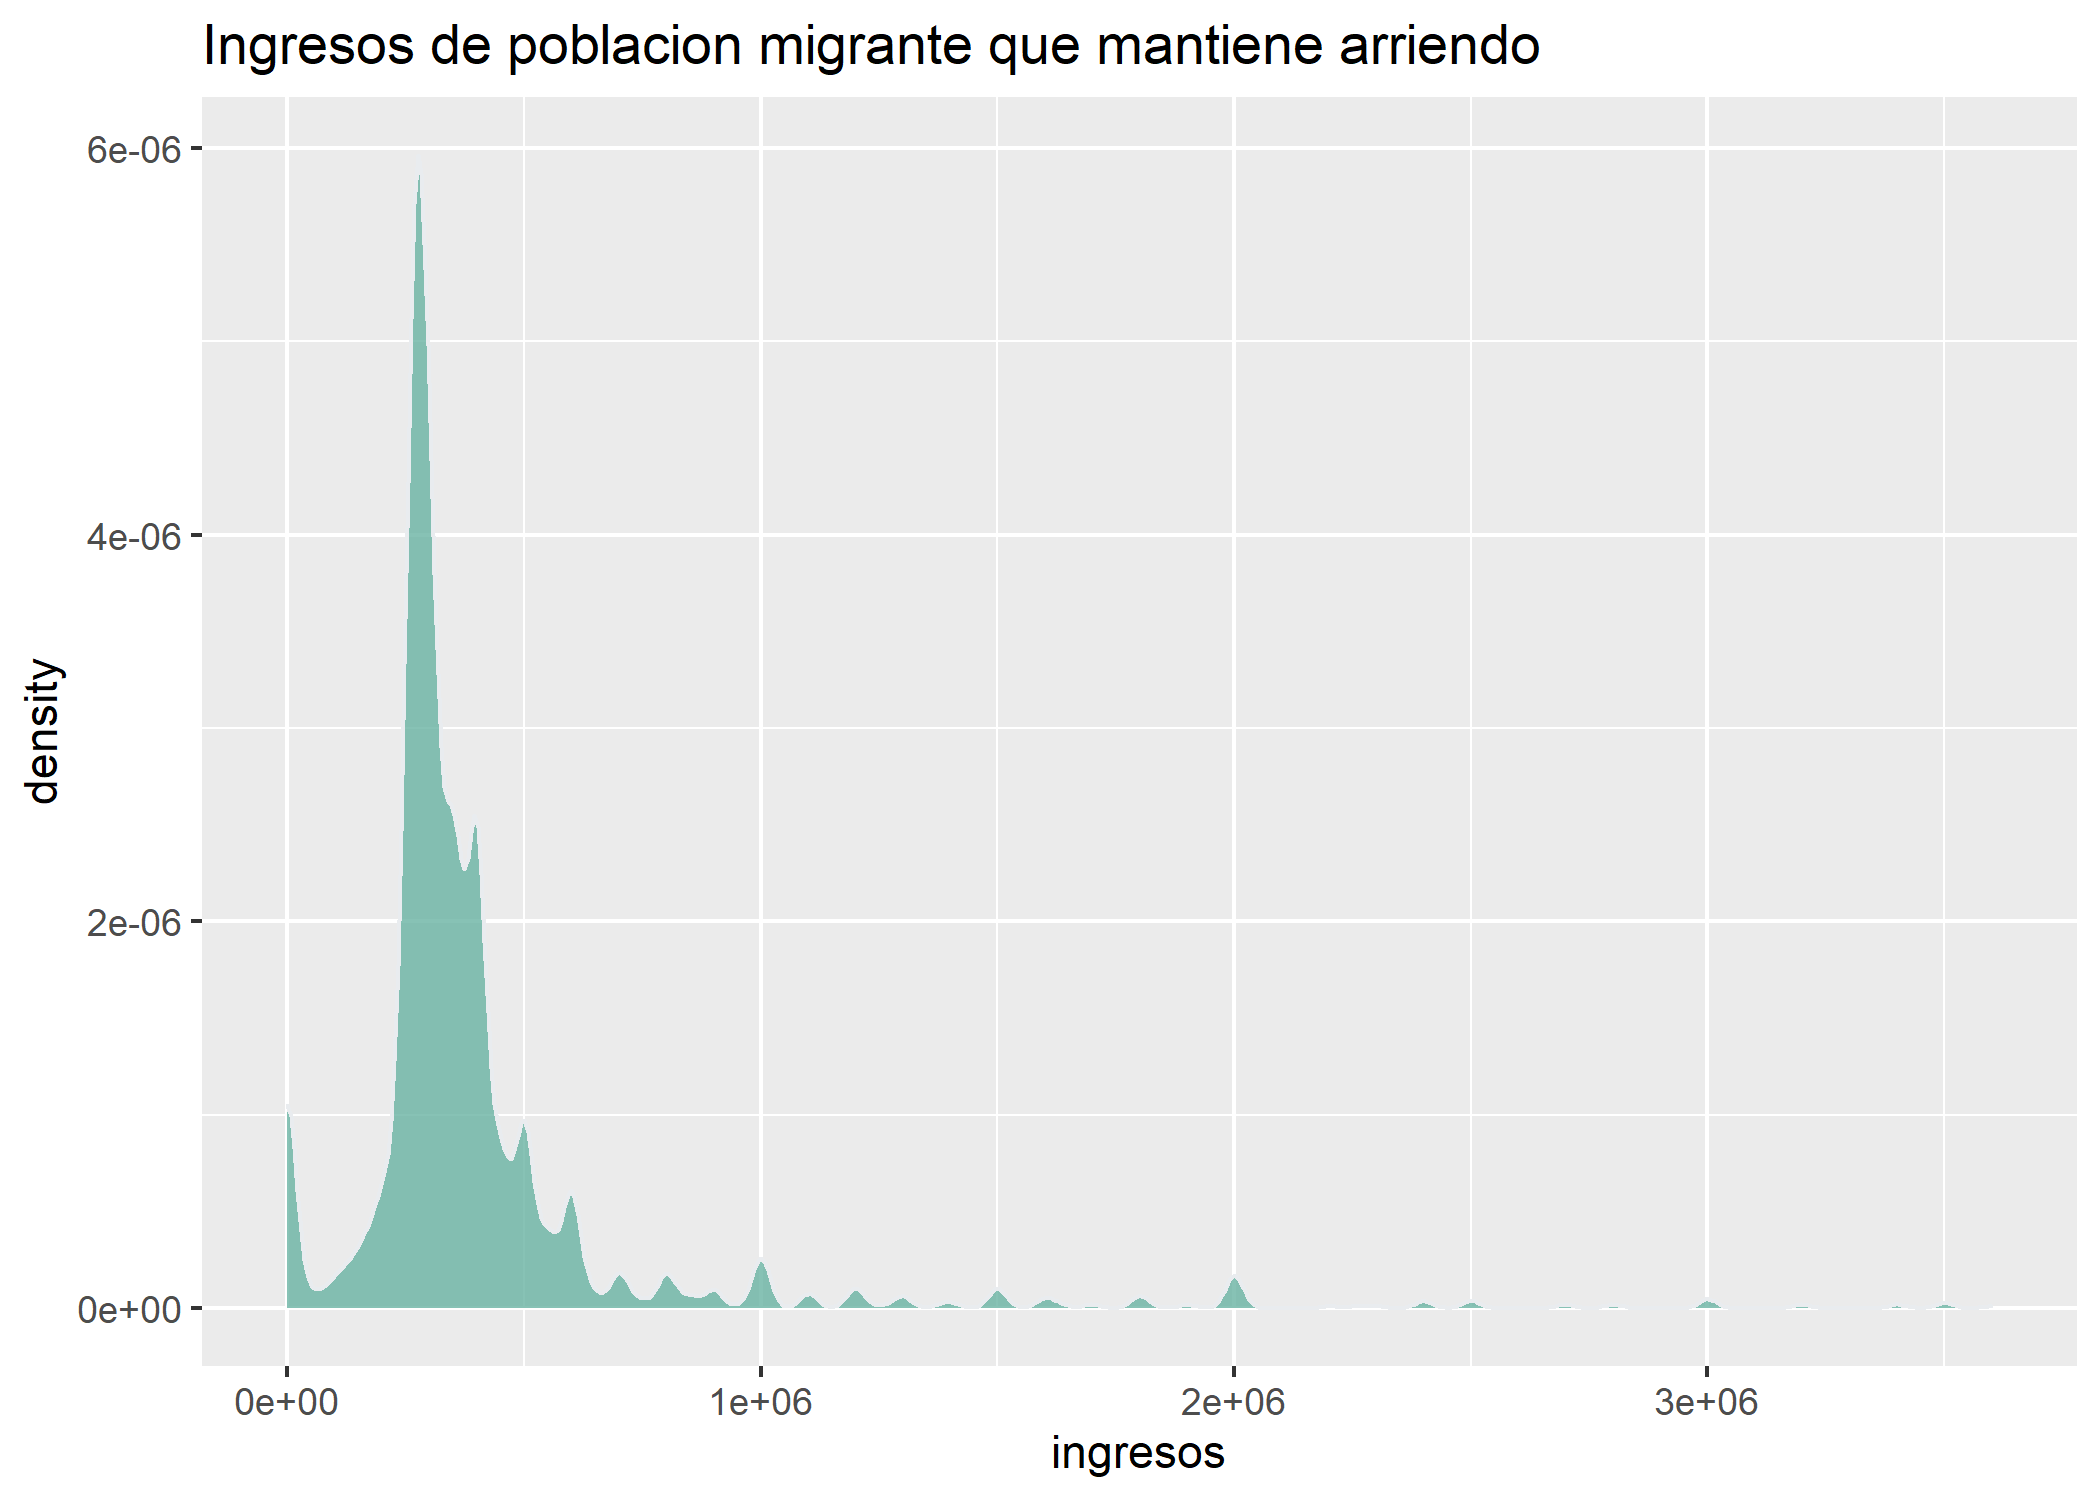 Ingresos de poblacion migrante que mantiene arriendo
6e-06
4e-06
2e-06
0e+00
density
0e+00 1e+06 2e+06 3e+06
ingresos